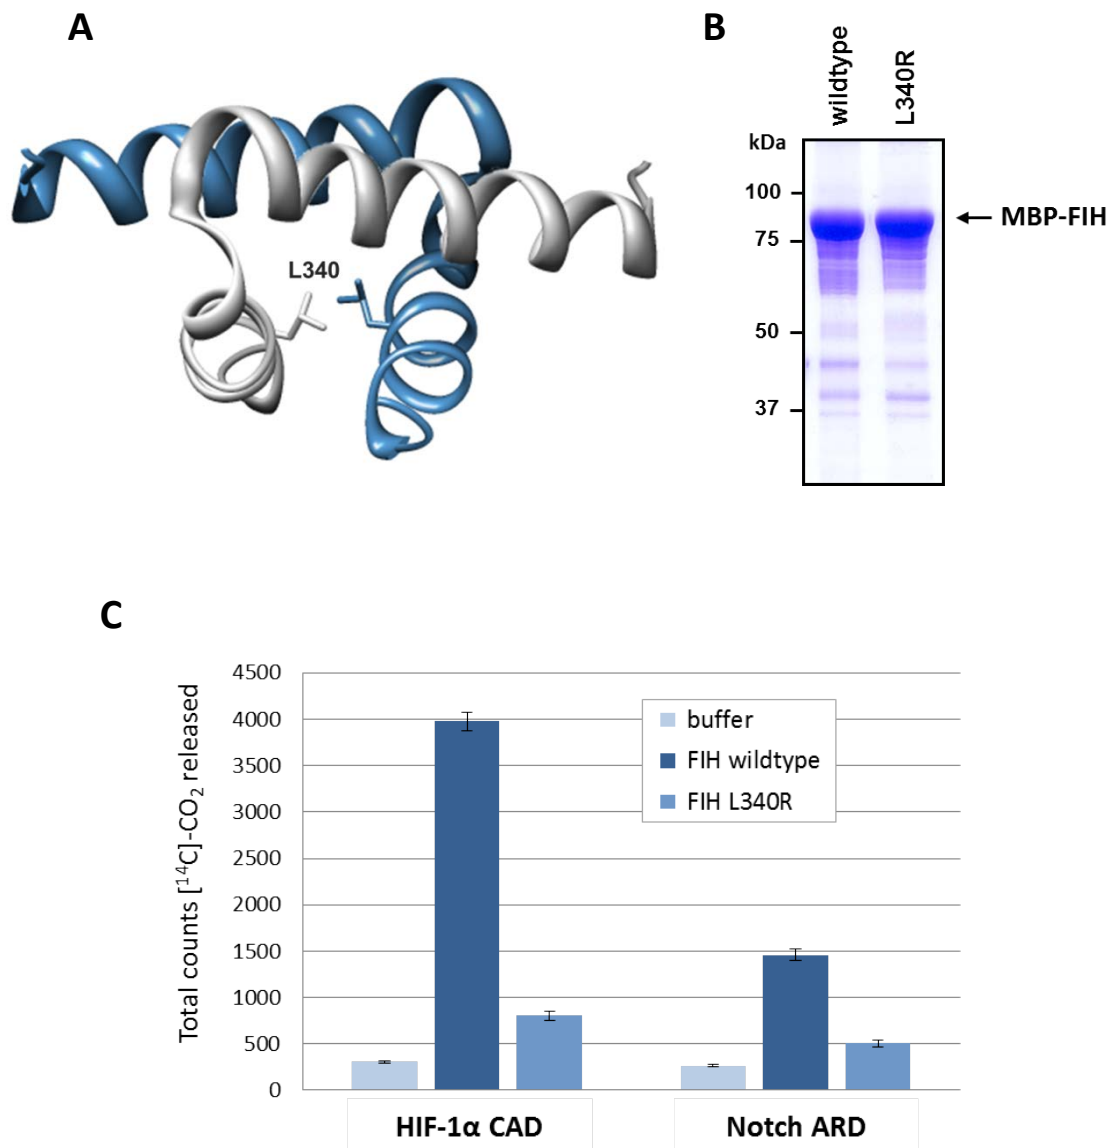 A
L340
B
wildtype
L340R
kDa
100
75
50
37
MBP-FIH
C
Total counts [¹⁴C]-CO₂ released
4500
4000
3500
3000
2500
2000
1500
1000
500
0
buffer
FIH wildtype
FIH L340R
HIF-1α CAD
Notch ARD